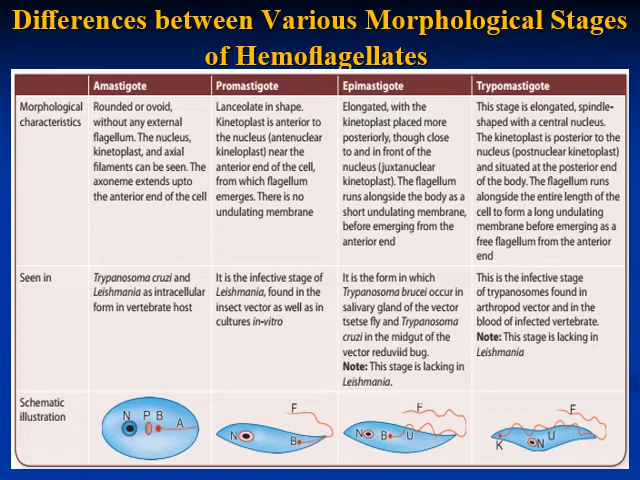 Differences between Various Morphological Stages
of Hemoflagellates
Amastigote
Promastigote
Epimastigote
Trypomastigote
Morphological
characteristics
Rounded or ovoid,
without any external
flagellum. The nucleus,
kinetoplast, and axial
filaments can be seen. The
axoneme extends upto
the anterior end of the cell
Lanceolate in shape.
Kinetoplast is anterior to
the nucleus (antenuclear
kineloplast) near the
anterior end of the cell,
from which flagellum
emerges. There is no
undulating membrane
Elongated, with the
kinetoplast placed more
posteriorly, though close
to and in front of the
nucleus (juxtanuclear
kinetoplast). The flagellum
runs alongside the body as a
short undulating membrane,
before emerging from the
anterior end
This stage is elongated, spindle-
shaped with a central nucleus.
The kinetoplast is posterior to the
nucleus (postnuclear kinetoplast)
and situated at the posterior end
of the body. The flagellum runs
alongside the entire length of the
cell to form a long undulating
membrane before emerging as a
free flagellum from the anterior
end
Seen in
Trypanosoma cruzi and
Leishmania as intracellular
form in vertebrate host
It is the infective stage of
Leishmania, found in the
insect vector as well as in
cultures in-vitro
It is the form in which
Trypanosoma brucei occur in
salivary gland of the vector
tsetse fly and Trypanosoma
cruzi in the midgut of the
vector reduviid bug.
Note: This stage is lacking in
Leishmania.
This is the infective stage
of trypanosomes found in
arthropod vector and in the
blood of infected vertebrate.
Note: This stage is lacking in
Leishmania
Schematic
illustration
N P B A
F
N B
F
N B U
F
K N U